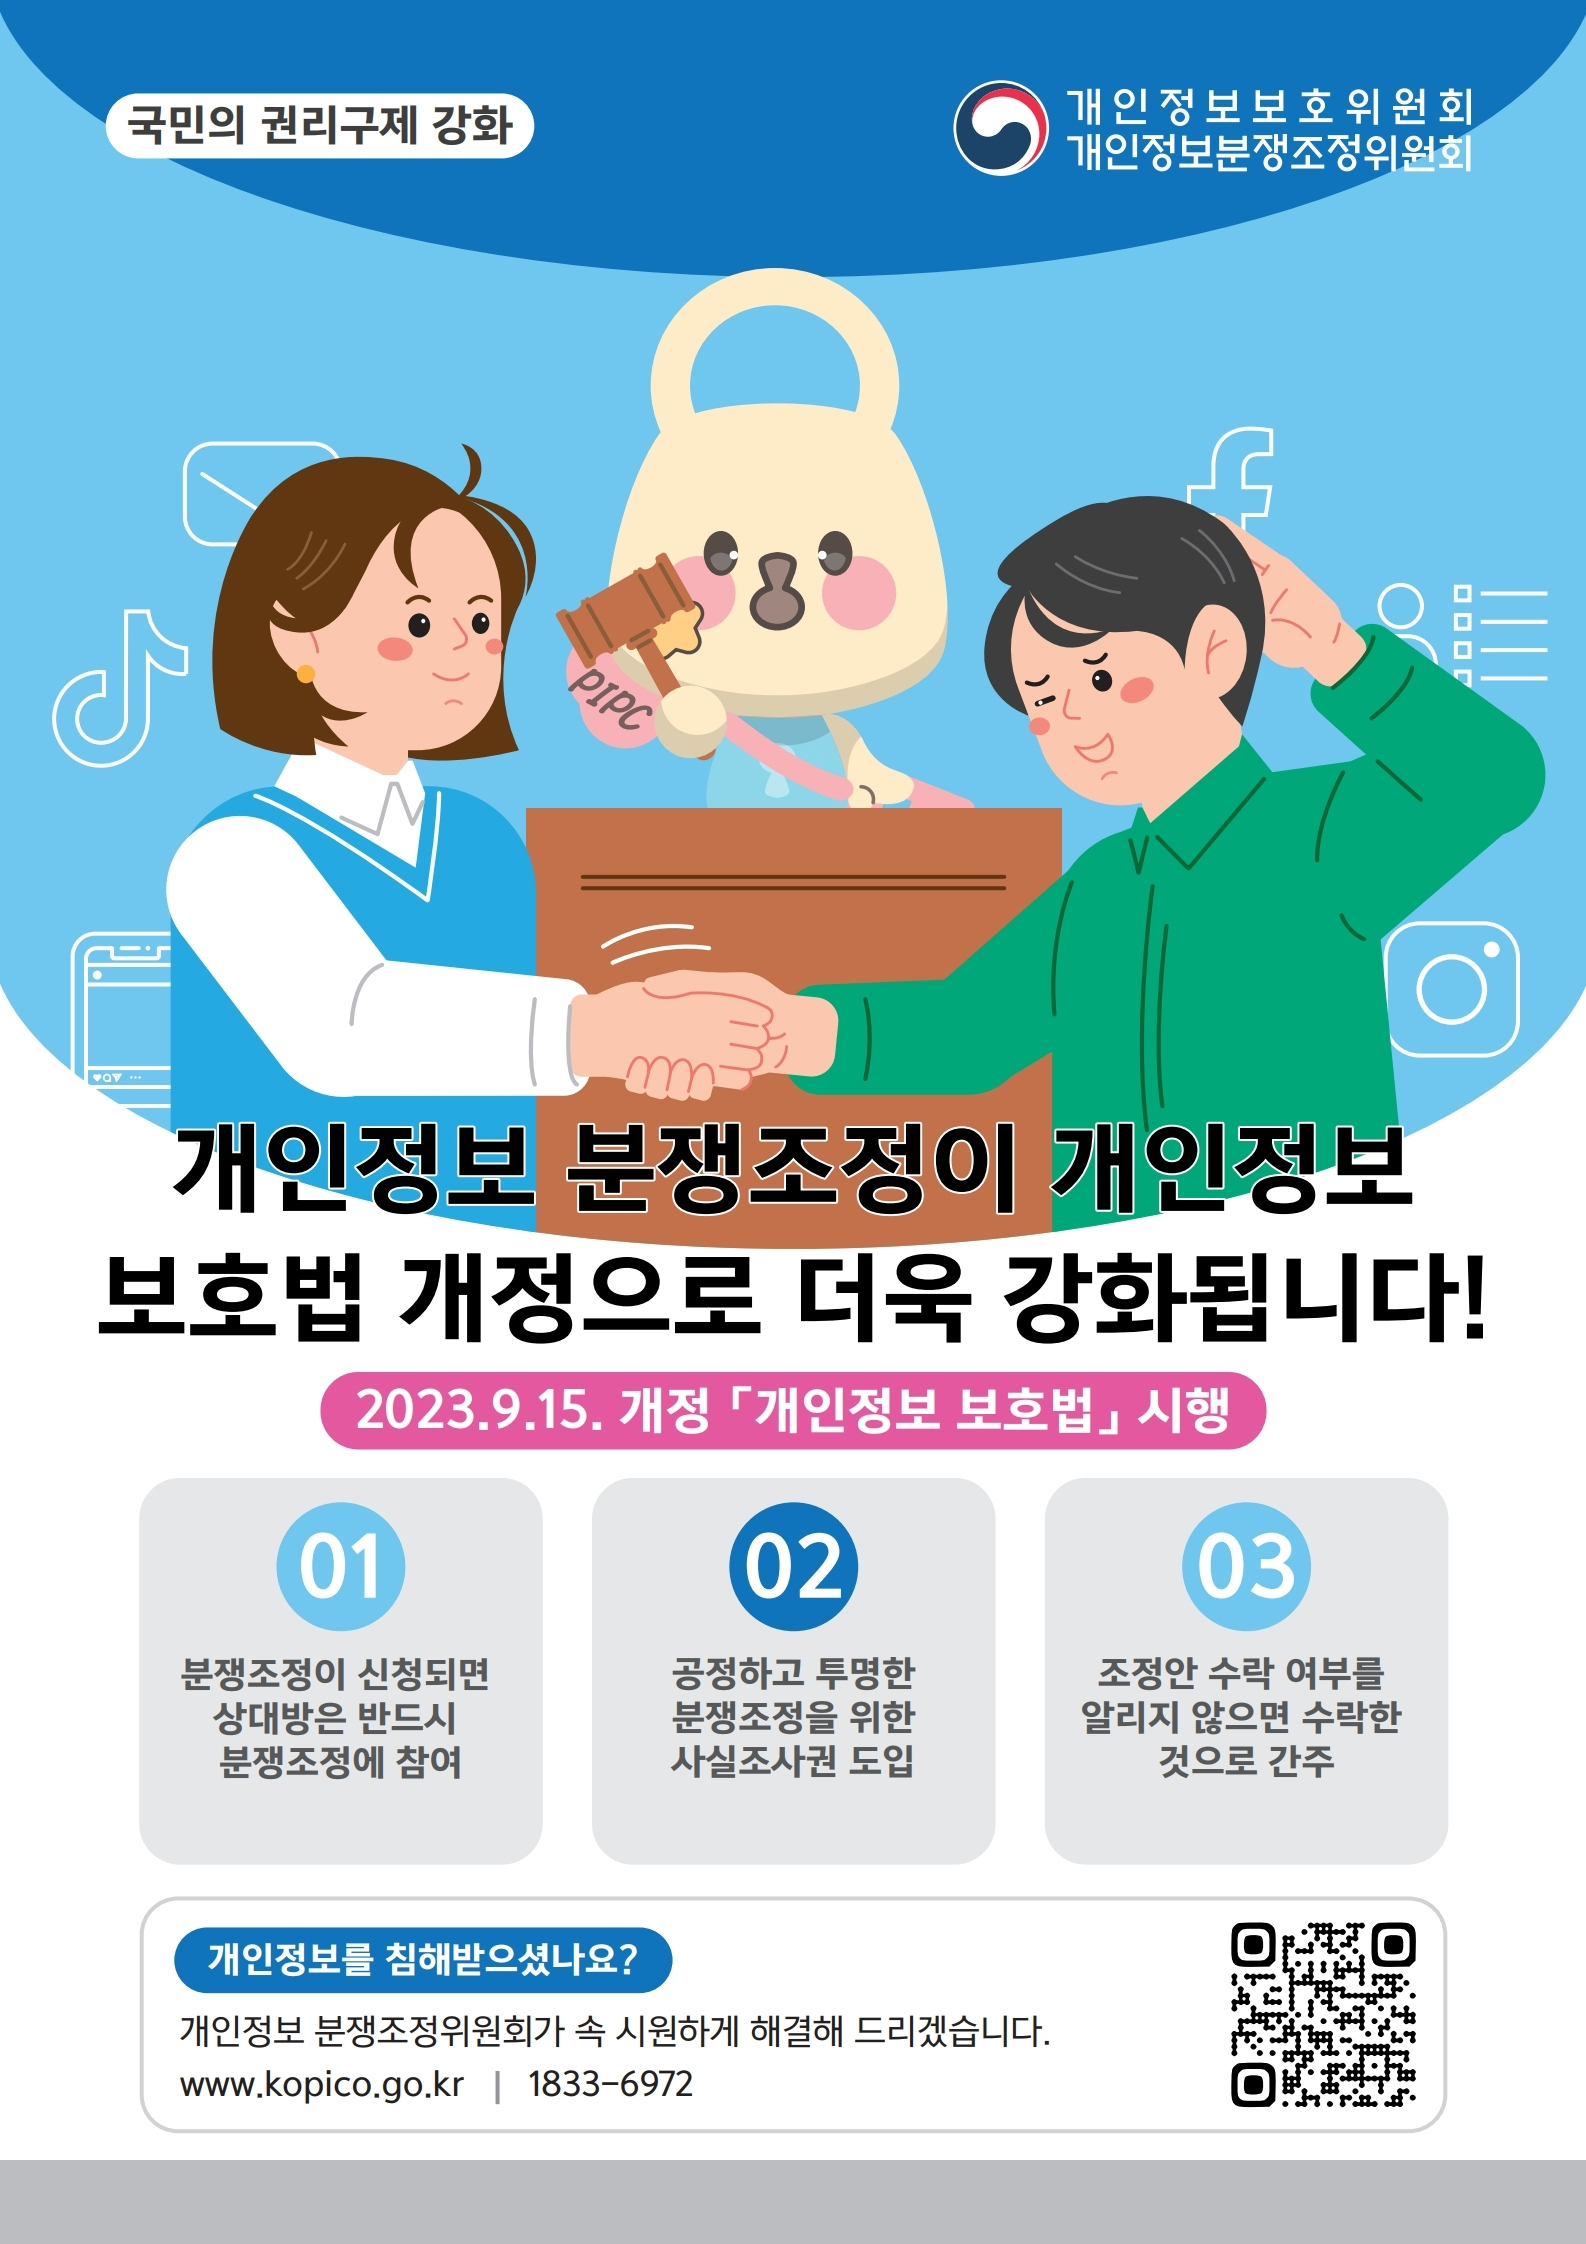 국민의 권리구제 강화
개인정보보호위원회
개인정보분쟁조정위원회
PIPC
개인정보 분쟁조정이 개인정보
보호법 개정으로 더욱 강화됩니다!
2023.9.15. 개정 「개인정보 보호법」 시행
01
분쟁조정이 신청되면
상대방은 반드시
분쟁조정에 참여
02
공정하고 투명한
분쟁조정을 위한
사실조사권 도입
03
조정안 수락 여부를
알리지 않으면 수락한
것으로 간주
개인정보를 침해받으셨나요?
개인정보 분쟁조정위원회가 속 시원하게 해결해 드리겠습니다.
www.kopico.go.kr | 1833-6972